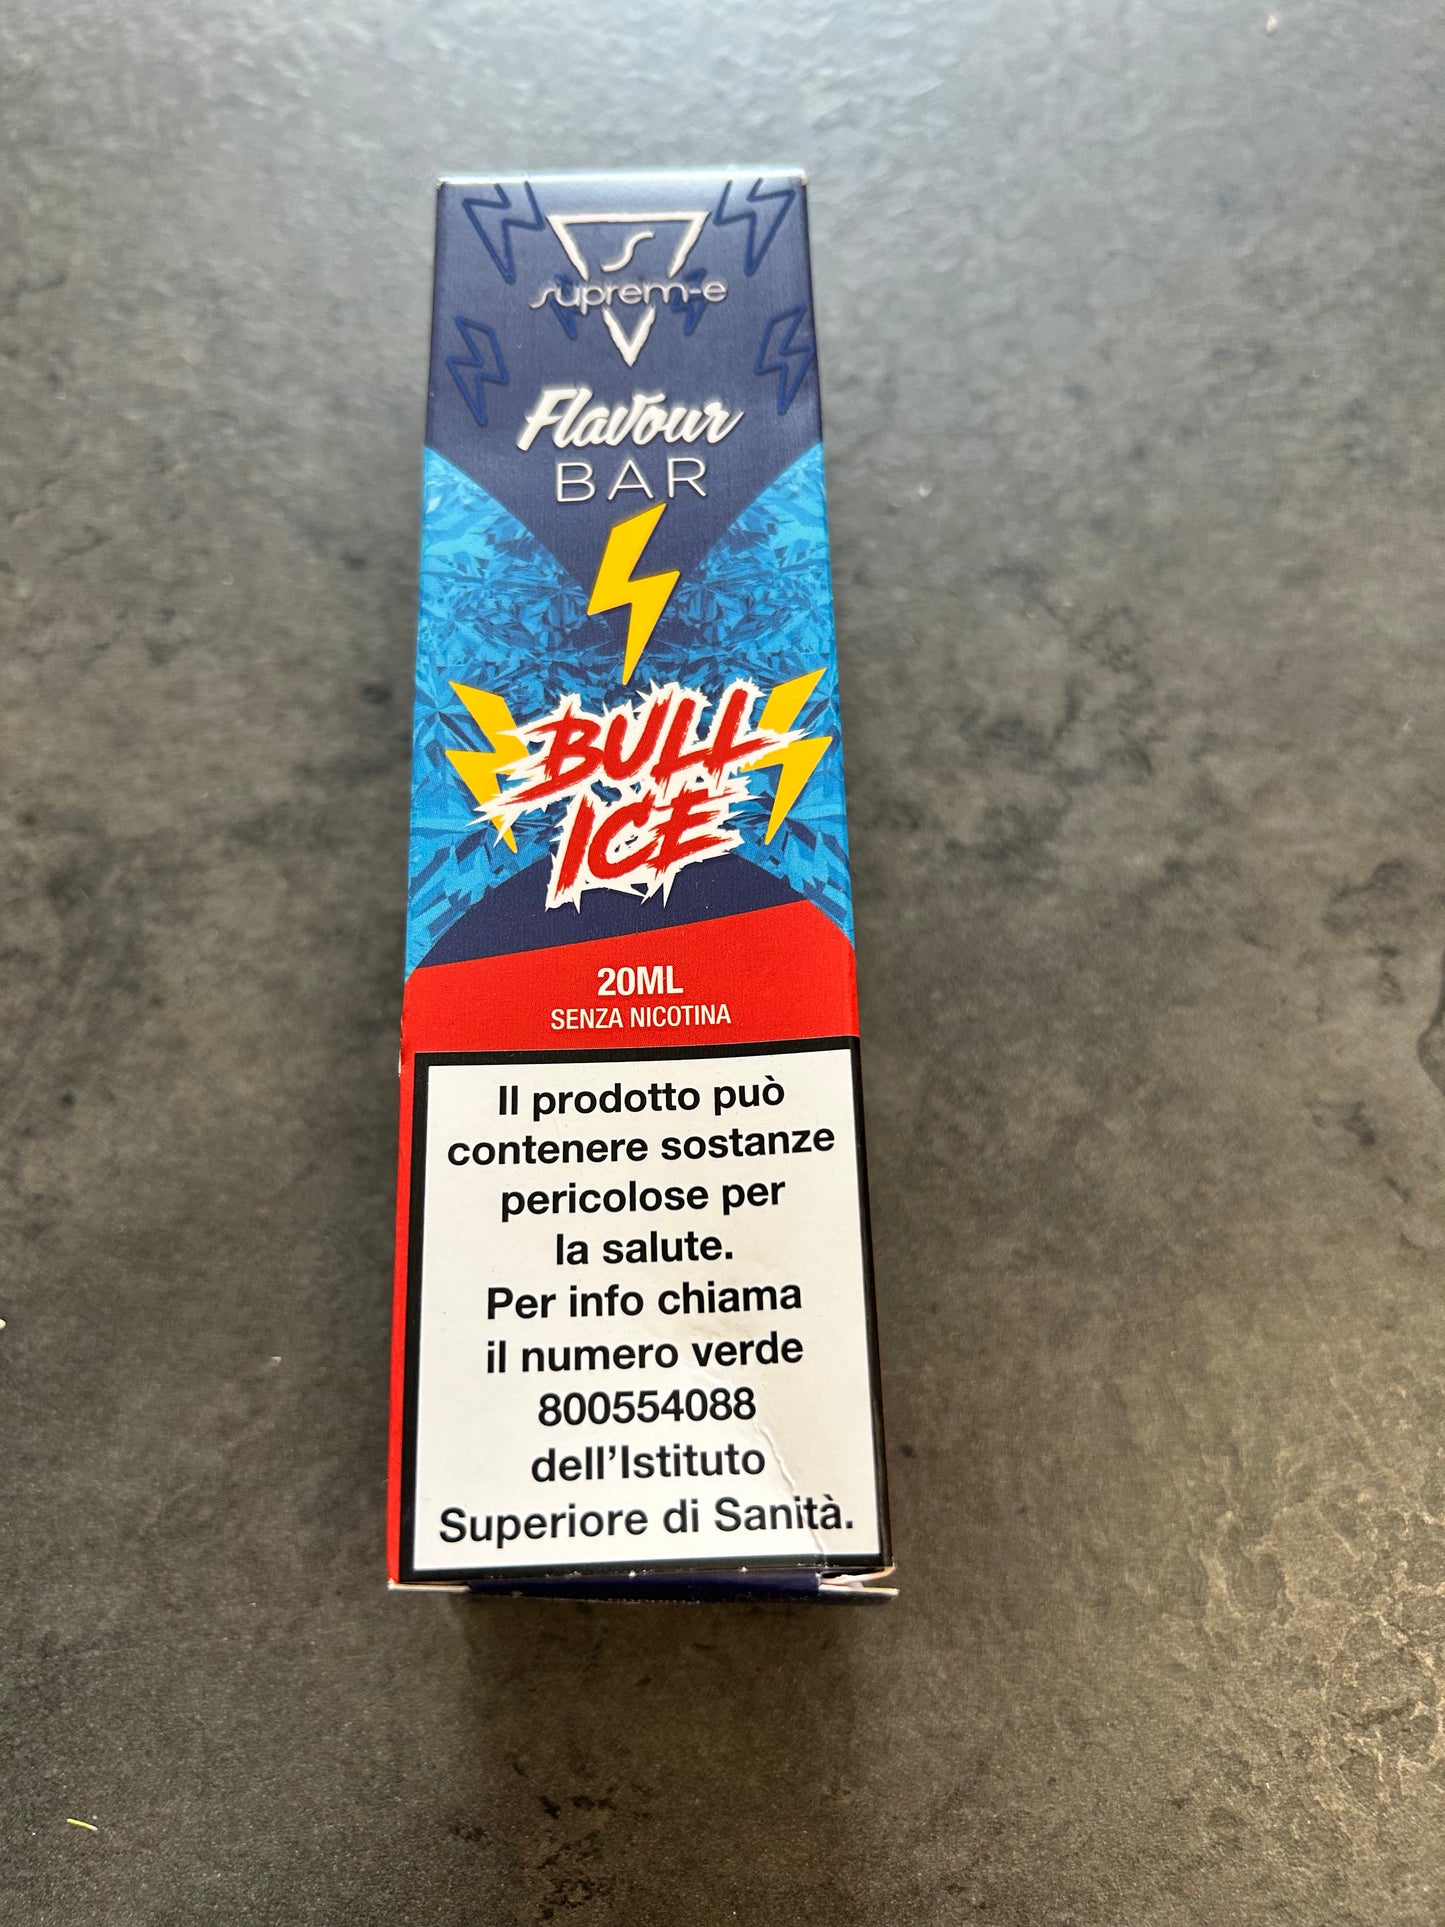 S
suprem-e
Flavour
BAR
BULL
ICE
20ML
SENZA NICOTINA
Il prodotto può
contenere sostanze
pericolose per
la salute.
Per info chiama
il numero verde
800554088
dell'Istituto
Superiore di Sanità.